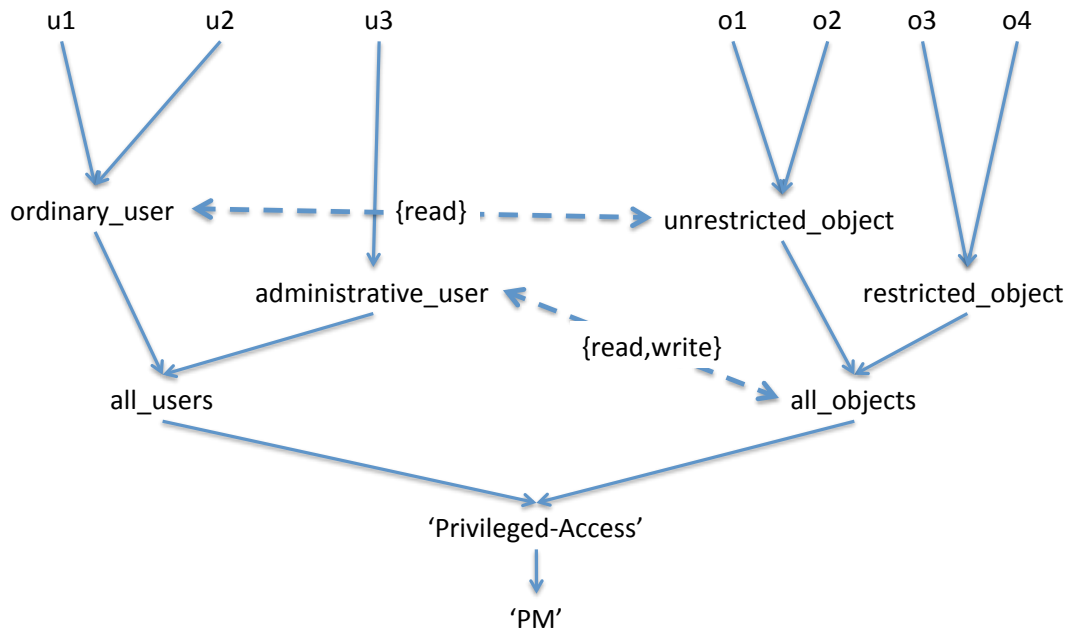 u1 u2 u3 o1 o2 o3 o4
ordinary_user {read} unrestricted_object
administrative_user restricted_object
{read,write}
all_users all_objects
‘Privileged-Access’
‘PM’